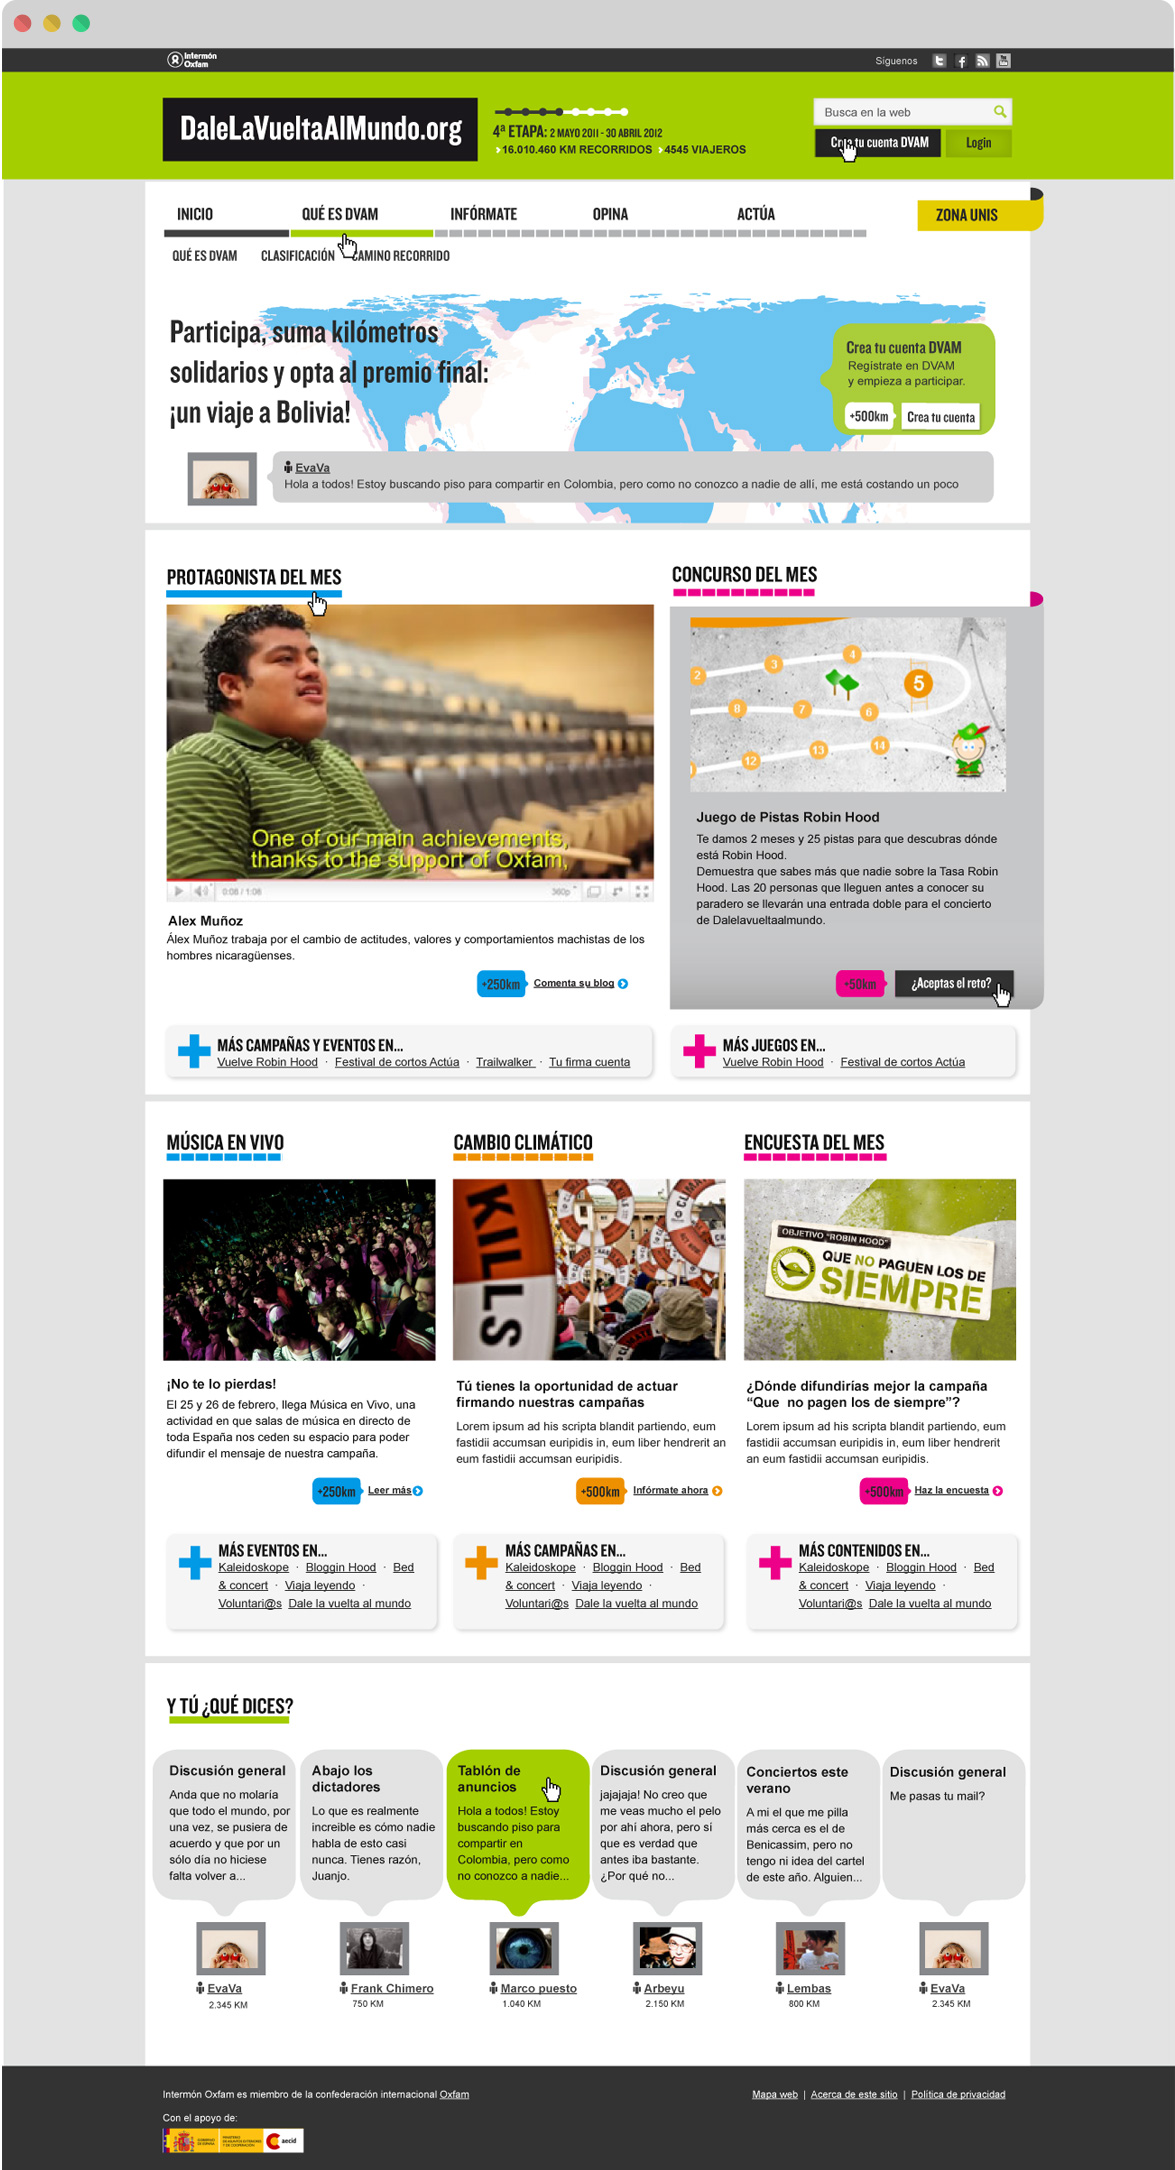 Intermón
Oxfam
Síguenos
DaleLaVueltaAlMundo.org
4ª ETAPA: 2 MAYO 2011 - 30 ABRIL 2012
16.010.460 KM RECORRIDOS 4545 VIAJEROS
Busca en la web
Crea tu cuenta DVAM
Login
INICIO
QUÉ ES DVAM
INFÓRMATE
OPINA
ACTÚA
ZONA UNIS
QUÉ ES DVAM
CLASIFICACIÓN
CAMINO RECORRIDO
Participa, suma kilómetros
solidarios y opta al premio final:
¡un viaje a Bolivia!
Crea tu cuenta DVAM
Regístrate en DVAM
y empieza a participar.
+500km
Crea tu cuenta
EvaVa
Hola a todos! Estoy buscando piso para compartir en Colombia, pero como no conozco a nadie de allí, me está costando un poco
PROTAGONISTA DEL MES
One of our main achievements,
thanks to the support of Oxfam,
0:08 / 1:06
360p
Alex Muñoz
Álex Muñoz trabaja por el cambio de actitudes, valores y comportamientos machistas de los
hombres nicaragüenses.
+250km
Comenta su blog
CONCURSO DEL MES
2
3
4
5
8
7
6
12
13
14
Juego de Pistas Robin Hood
Te damos 2 meses y 25 pistas para que descubras dónde
está Robin Hood.
Demuestra que sabes más que nadie sobre la Tasa Robin
Hood. Las 20 personas que lleguen antes a conocer su
paradero se llevarán una entrada doble para el concierto
de Dalelavueltaalmundo.
+50km
¿Aceptas el reto?
MÁS CAMPAÑAS Y EVENTOS EN...
Vuelve Robin Hood · Festival de cortos Actúa · Trailwalker · Tu firma cuenta
MÁS JUEGOS EN...
Vuelve Robin Hood · Festival de cortos Actúa
MÚSICA EN VIVO
¡No te lo pierdas!
El 25 y 26 de febrero, llega Música en Vivo, una
actividad en que salas de música en directo de
toda España nos ceden su espacio para poder
difundir el mensaje de nuestra campaña.
+250km
Leer más
CAMBIO CLIMÁTICO
KILLS
Tú tienes la oportunidad de actuar
firmando nuestras campañas
Lorem ipsum ad his scripta blandit partiendo, eum
fastidii accumsan euripidis in, eum liber hendrerit an
eum fastidii accumsan euripidis.
+500km
Infórmate ahora
ENCUESTA DEL MES
OBJETIVO "ROBIN HOOD"
QUE NO PAGUEN LOS DE
SIEMPRE
¿Dónde difundirías mejor la campaña
“Que no pagen los de siempre”?
Lorem ipsum ad his scripta blandit partiendo, eum
fastidii accumsan euripidis in, eum liber hendrerit
an eum fastidii accumsan euripidis.
+500km
Haz la encuesta
MÁS EVENTOS EN...
Kaleidoskope · Bloggin Hood · Bed
& concert · Viaja leyendo ·
Voluntari@s Dale la vuelta al mundo
MÁS CAMPAÑAS EN...
Kaleidoskope · Bloggin Hood · Bed
& concert · Viaja leyendo ·
Voluntari@s Dale la vuelta al mundo
MÁS CONTENIDOS EN...
Kaleidoskope · Bloggin Hood · Bed
& concert · Viaja leyendo ·
Voluntari@s Dale la vuelta al mundo
Y TÚ ¿QUÉ DICES?
Discusión general
Anda que no molaría
que todo el mundo, por
una vez, se pusiera de
acuerdo y que por un
sólo día no hiciese
falta volver a...
EvaVa
2.345 KM
Abajo los
dictadores
Lo que es realmente
increible es cómo nadie
habla de esto casi
nunca. Tienes razón,
Juanjo.
Frank Chimero
750 KM
Tablón de
anuncios
Hola a todos! Estoy
buscando piso para
compartir en
Colombia, pero como
no conozco a nadie...
Marco puesto
1.040 KM
Discusión general
jajajaja! No creo que
me veas mucho el pelo
por ahí ahora, pero si
que es verdad que
antes iba bastante.
¿Por qué no...
Arbeyu
2.150 KM
Conciertos este
verano
A mi el que me pilla
más cerca es el de
Benicassim, pero no
tengo ni idea del cartel
de este año. Alguien...
Lembas
800 KM
Discusión general
Me pasas tu mail?
EvaVa
2.345 KM
Intermón Oxfam es miembro de la confederación internacional Oxfam
Mapa web | Acerca de este sitio | Política de privacidad
Con el apoyo de:
aecid